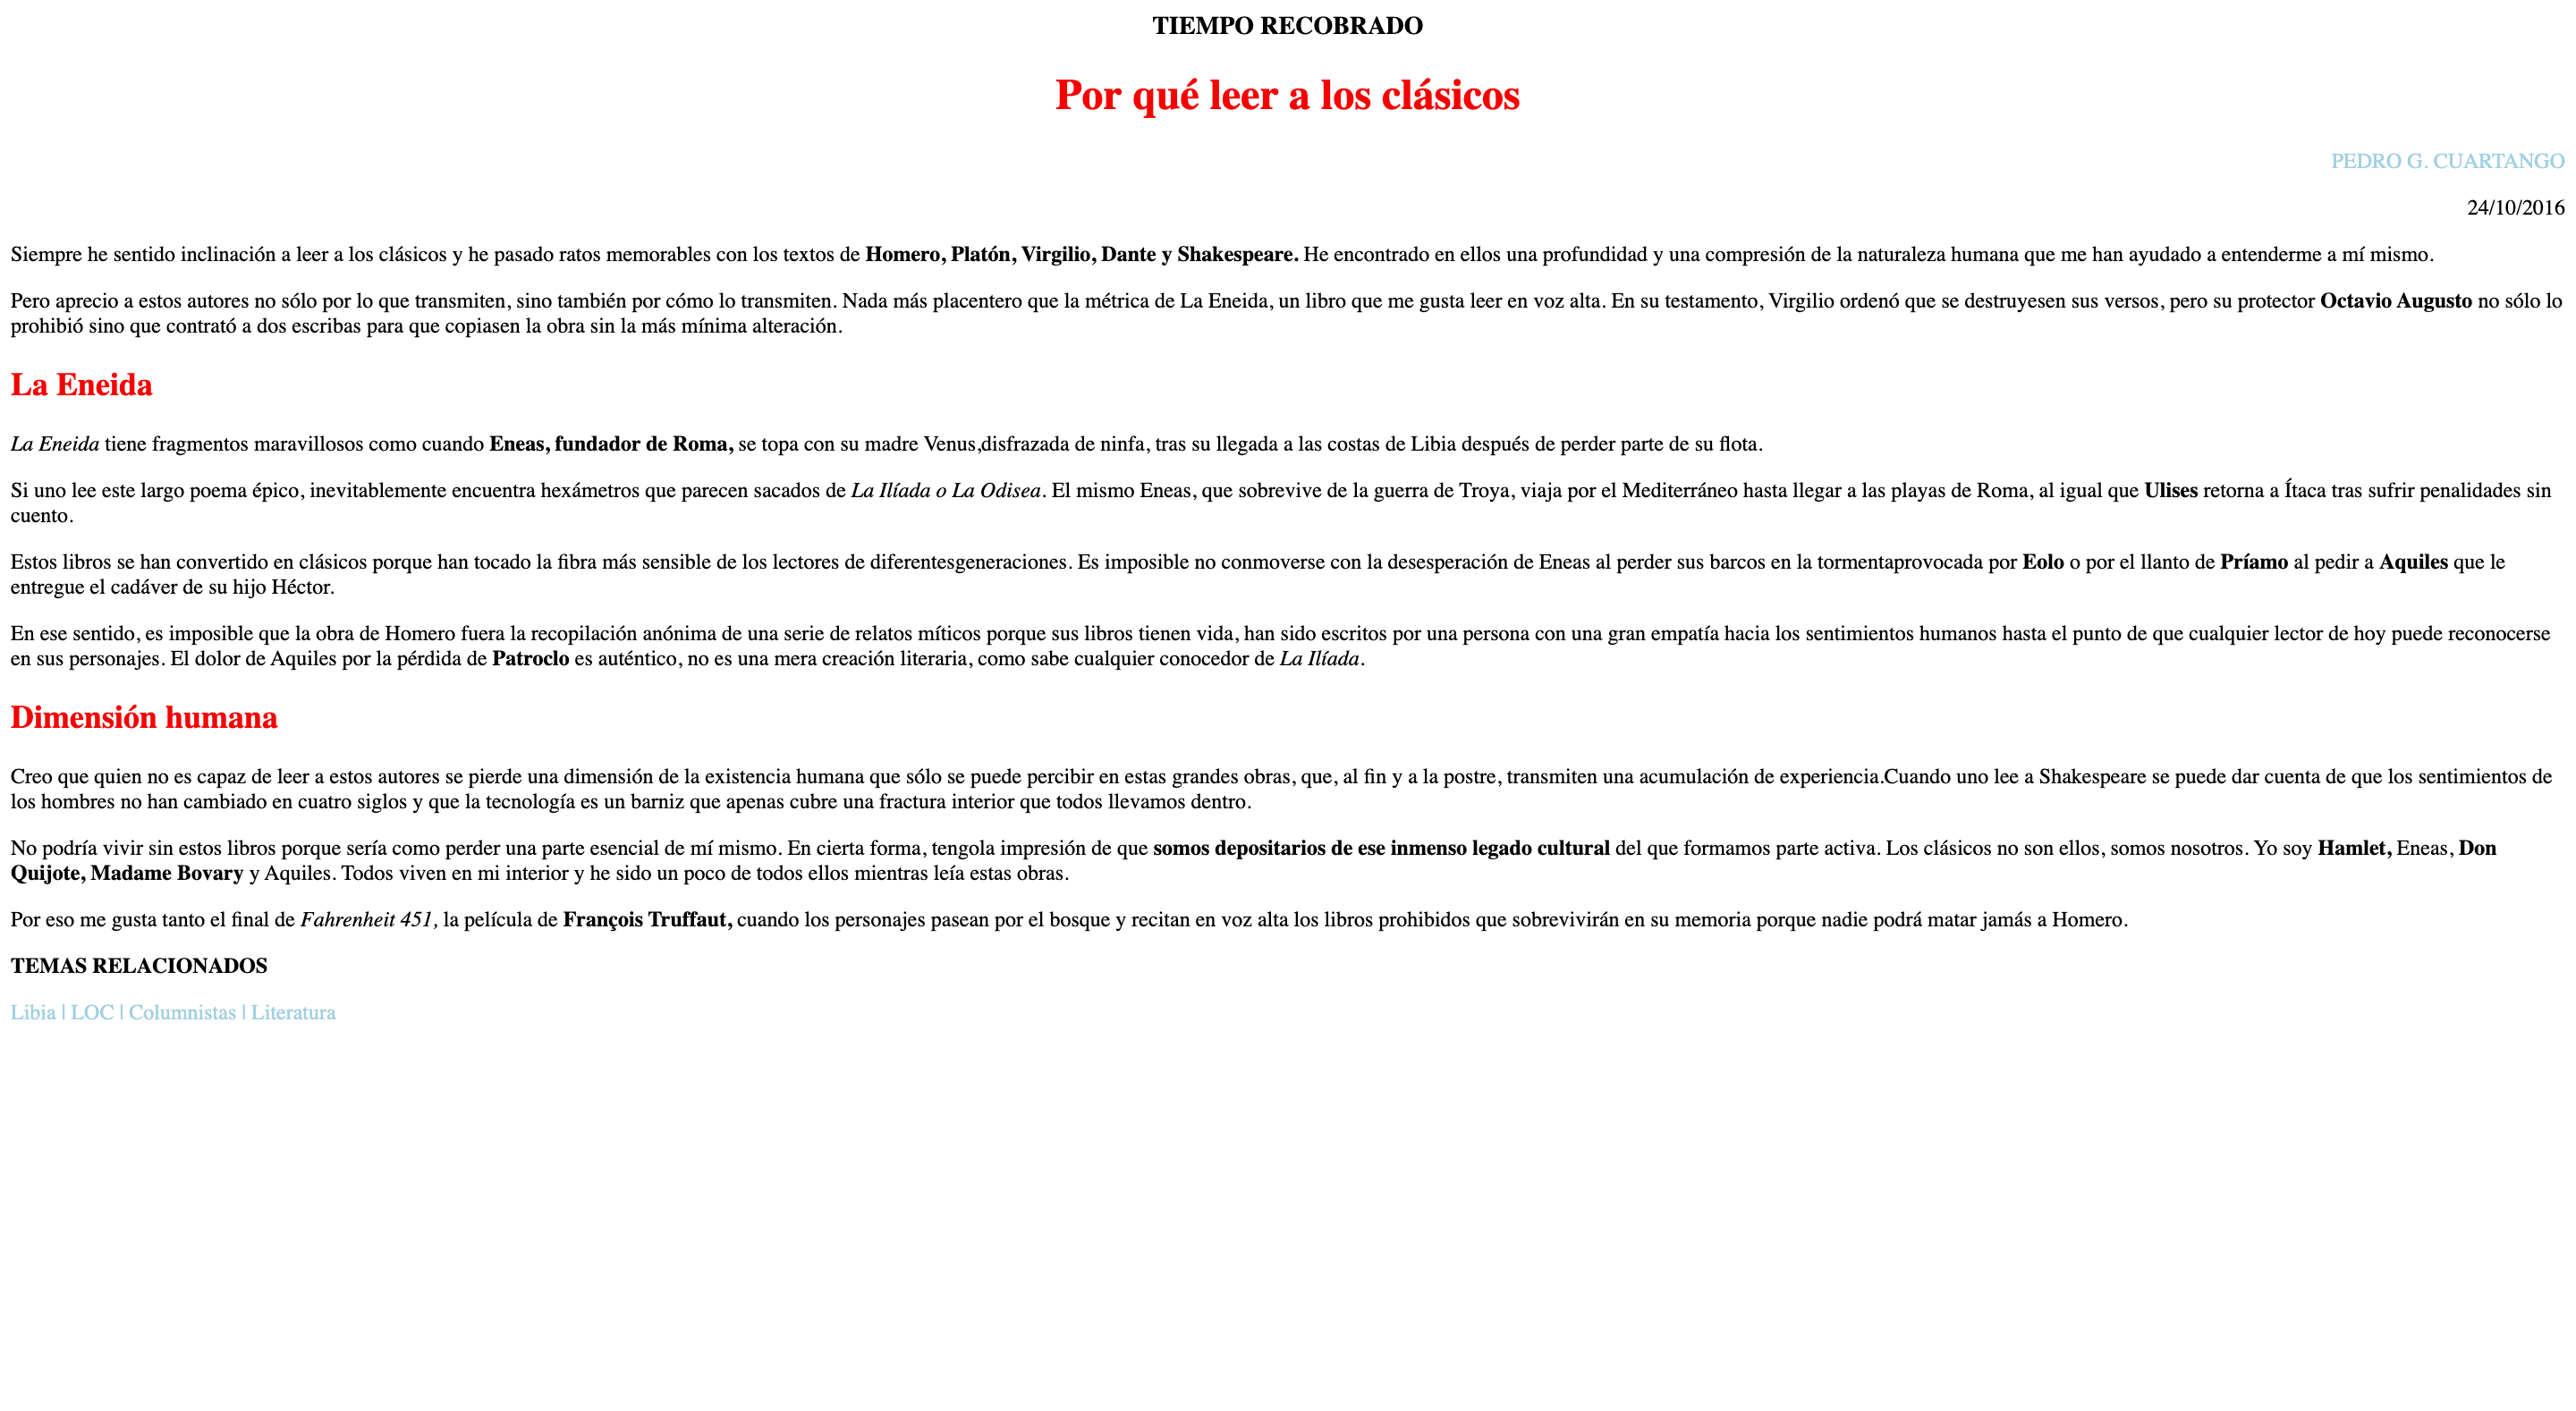 TIEMPO RECOBRADO
Por qué leer a los clásicos
PEDRO G. CUARTANGO
24/10/2016
Siempre he sentido inclinación a leer a los clásicos y he pasado ratos memorables con los textos de Homero, Platón, Virgilio, Dante y Shakespeare. He encontrado en ellos una profundidad y una compresión de la naturaleza humana que me han ayudado a entenderme a mí mismo.
Pero aprecio a estos autores no sólo por lo que transmiten, sino también por cómo lo transmiten. Nada más placentero que la métrica de La Eneida, un libro que me gusta leer en voz alta. En su testamento, Virgilio ordenó que se destruyesen sus versos, pero su protector Octavio Augusto no sólo lo
prohibió sino que contrató a dos escribas para que copiasen la obra sin la más mínima alteración.
La Eneida
La Eneida tiene fragmentos maravillosos como cuando Eneas, fundador de Roma, se topa con su madre Venus,disfrazada de ninfa, tras su llegada a las costas de Libia después de perder parte de su flota.
Si uno lee este largo poema épico, inevitablemente encuentra hexámetros que parecen sacados de La Ilíada o La Odisea. El mismo Eneas, que sobrevive de la guerra de Troya, viaja por el Mediterráneo hasta llegar a las playas de Roma, al igual que Ulises retorna a Ítaca tras sufrir penalidades sin
cuento.
Estos libros se han convertido en clásicos porque han tocado la fibra más sensible de los lectores de diferentesgeneraciones. Es imposible no conmoverse con la desesperación de Eneas al perder sus barcos en la tormentaprovocada por Eolo o por el llanto de Príamo al pedir a Aquiles que le
entregue el cadáver de su hijo Héctor.
En ese sentido, es imposible que la obra de Homero fuera la recopilación anónima de una serie de relatos míticos porque sus libros tienen vida, han sido escritos por una persona con una gran empatía hacia los sentimientos humanos hasta el punto de que cualquier lector de hoy puede reconocerse
en sus personajes. El dolor de Aquiles por la pérdida de Patroclo es auténtico, no es una mera creación literaria, como sabe cualquier conocedor de La Ilíada.
Dimensión humana
Creo que quien no es capaz de leer a estos autores se pierde una dimensión de la existencia humana que sólo se puede percibir en estas grandes obras, que, al fin y a la postre, transmiten una acumulación de experiencia.Cuando uno lee a Shakespeare se puede dar cuenta de que los sentimientos de
los hombres no han cambiado en cuatro siglos y que la tecnología es un barniz que apenas cubre una fractura interior que todos llevamos dentro.
No podría vivir sin estos libros porque sería como perder una parte esencial de mí mismo. En cierta forma, tengola impresión de que somos depositarios de ese inmenso legado cultural del que formamos parte activa. Los clásicos no son ellos, somos nosotros. Yo soy Hamlet, Eneas, Don
Quijote, Madame Bovary y Aquiles. Todos viven en mi interior y he sido un poco de todos ellos mientras leía estas obras.
Por eso me gusta tanto el final de Fahrenheit 451, la película de François Truffaut, cuando los personajes pasean por el bosque y recitan en voz alta los libros prohibidos que sobrevivirán en su memoria porque nadie podrá matar jamás a Homero.
TEMAS RELACIONADOS
Libia | LOC | Columnistas | Literatura